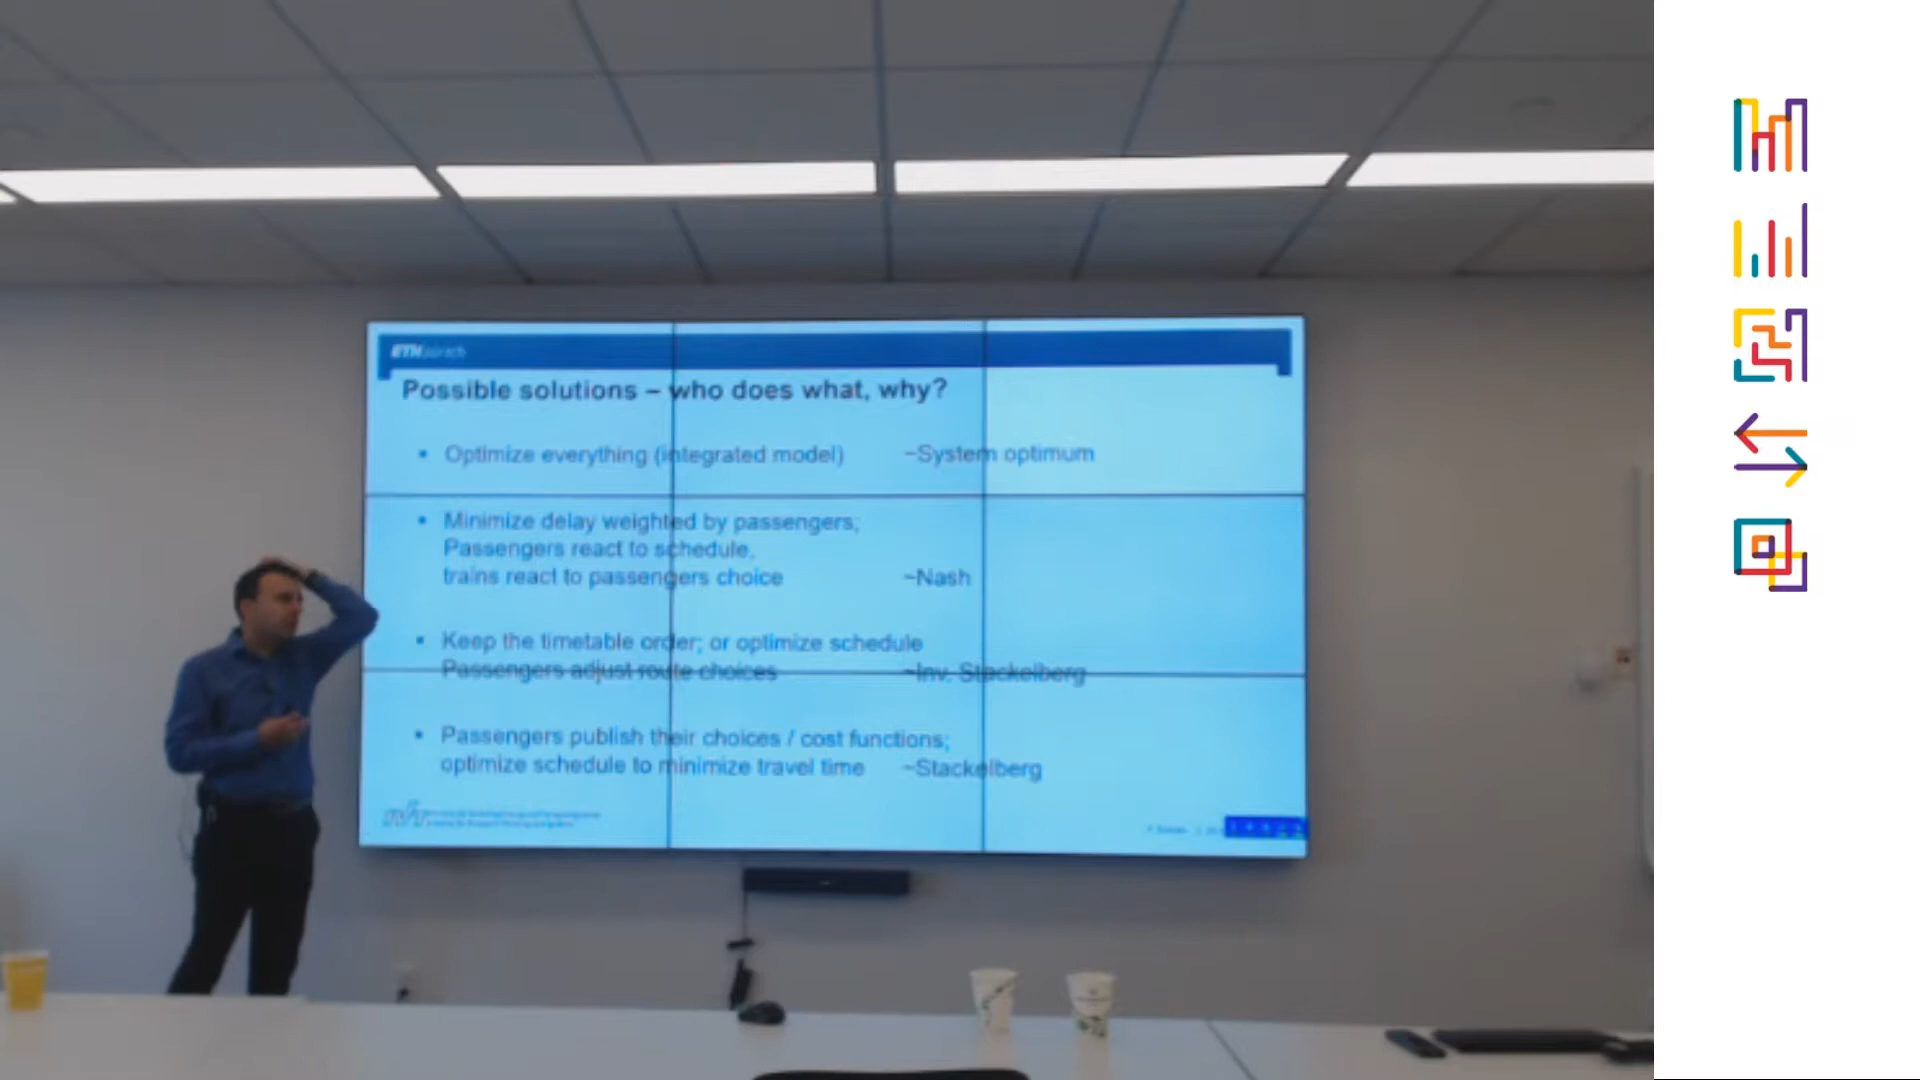 ETH zürich
Possible solutions – who does what, why?
▪ Optimize everything (integrated model) ~System optimum
▪ Minimize delay weighted by passengers;
Passengers react to schedule,
trains react to passengers choice ~Nash
▪ Keep the timetable order; or optimize schedule
Passengers adjust route choices ~Inv. Stackelberg
▪ Passengers publish their choices / cost functions;
optimize schedule to minimize travel time ~Stackelberg